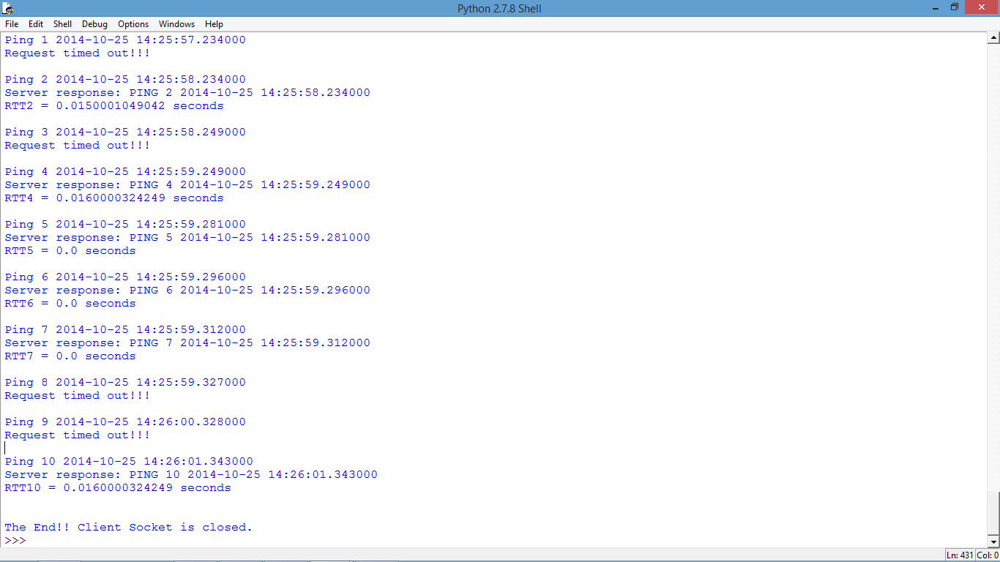 Python 2.7.8 Shell
File Edit Shell Debug Options Windows Help
Ping 1 2014-10-25 14:25:57.234000
Request timed out!!!
Ping 2 2014-10-25 14:25:58.234000
Server response: PING 2 2014-10-25 14:25:58.234000
RTT2 = 0.0150001049042 seconds
Ping 3 2014-10-25 14:25:58.249000
Request timed out!!!
Ping 4 2014-10-25 14:25:59.249000
Server response: PING 4 2014-10-25 14:25:59.249000
RTT4 = 0.0160000324249 seconds
Ping 5 2014-10-25 14:25:59.281000
Server response: PING 5 2014-10-25 14:25:59.281000
RTT5 = 0.0 seconds
Ping 6 2014-10-25 14:25:59.296000
Server response: PING 6 2014-10-25 14:25:59.296000
RTT6 = 0.0 seconds
Ping 7 2014-10-25 14:25:59.312000
Server response: PING 7 2014-10-25 14:25:59.312000
RTT7 = 0.0 seconds
Ping 8 2014-10-25 14:25:59.327000
Request timed out!!!
Ping 9 2014-10-25 14:26:00.328000
Request timed out!!!
Ping 10 2014-10-25 14:26:01.343000
Server response: PING 10 2014-10-25 14:26:01.343000
RTT10 = 0.0160000324249 seconds
The End!! Client Socket is closed.
>>>
Ln: 431 Col: 0